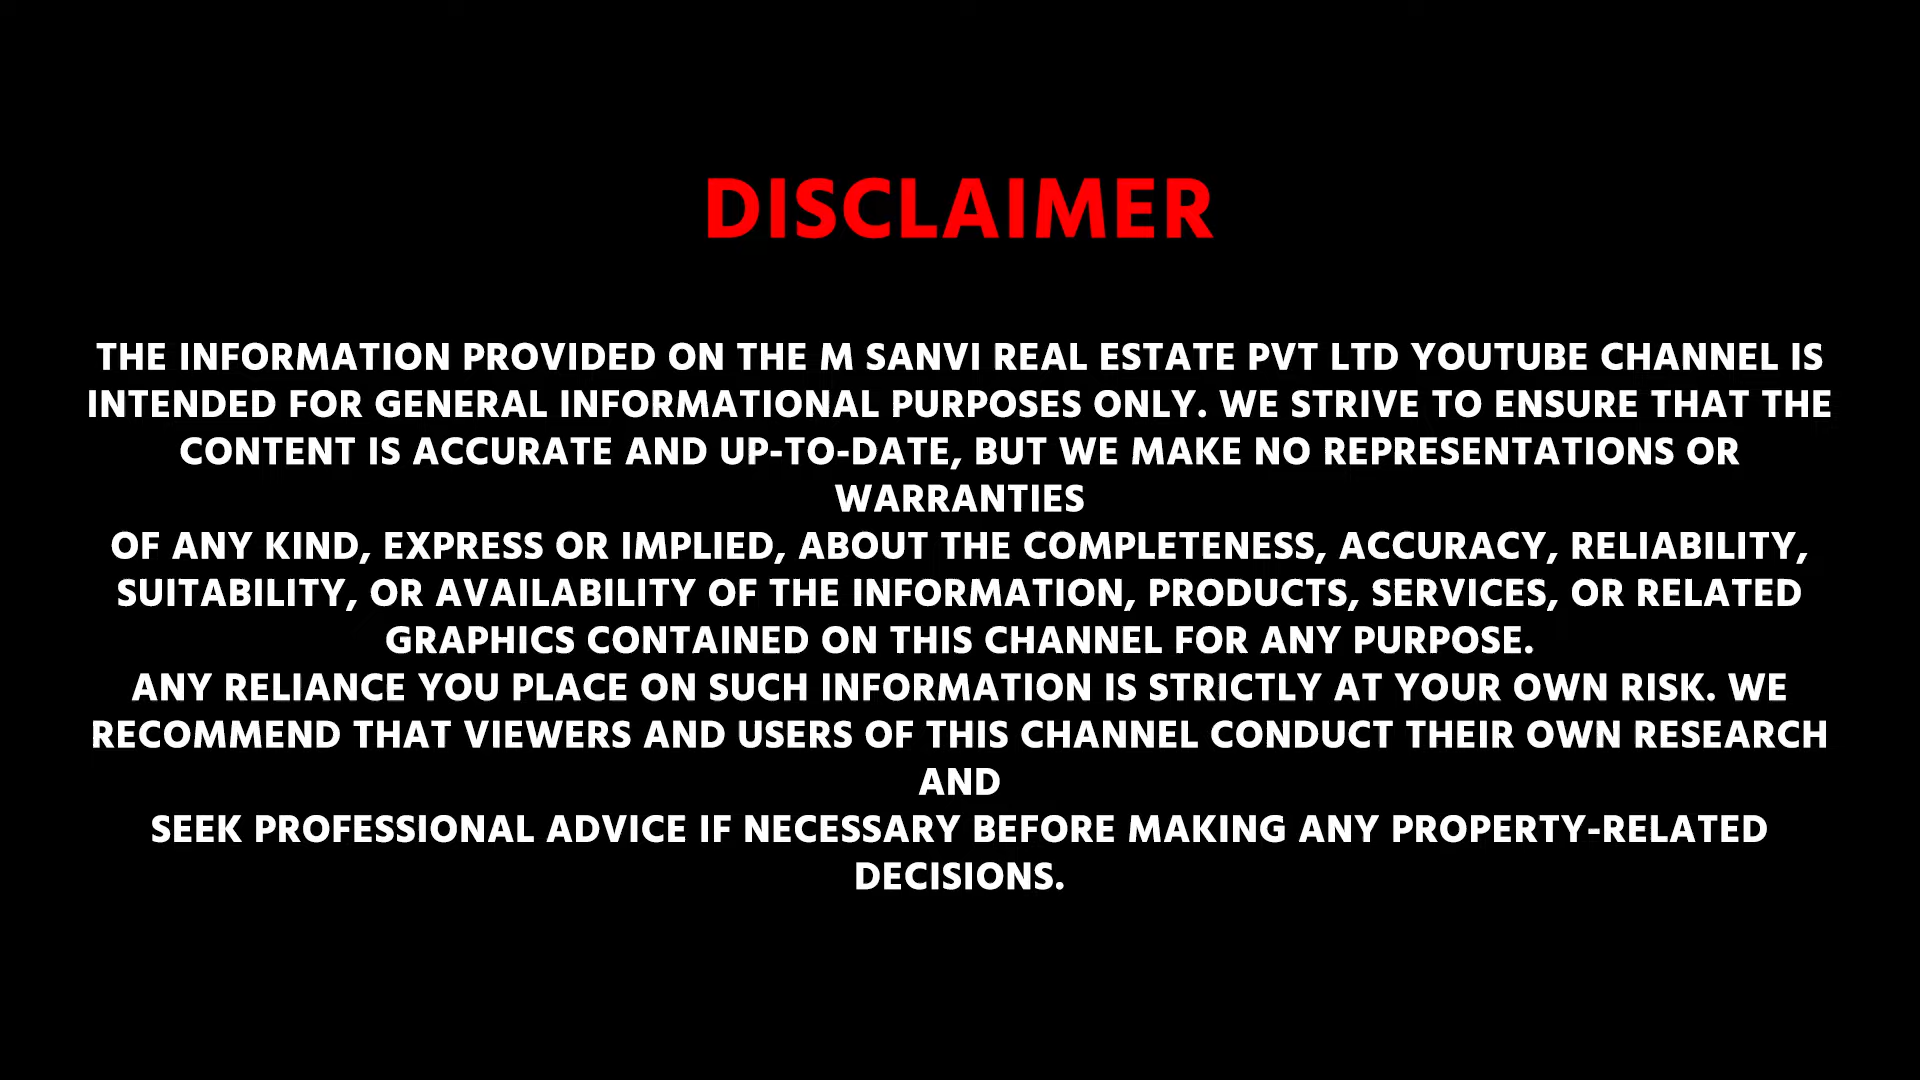 DISCLAIMER
THE INFORMATION PROVIDED ON THE M SANVI REAL ESTATE PVT LTD YOUTUBE CHANNEL IS
INTENDED FOR GENERAL INFORMATIONAL PURPOSES ONLY. WE STRIVE TO ENSURE THAT THE
CONTENT IS ACCURATE AND UP-TO-DATE, BUT WE MAKE NO REPRESENTATIONS OR
WARRANTIES
OF ANY KIND, EXPRESS OR IMPLIED, ABOUT THE COMPLETENESS, ACCURACY, RELIABILITY,
SUITABILITY, OR AVAILABILITY OF THE INFORMATION, PRODUCTS, SERVICES, OR RELATED
GRAPHICS CONTAINED ON THIS CHANNEL FOR ANY PURPOSE.
ANY RELIANCE YOU PLACE ON SUCH INFORMATION IS STRICTLY AT YOUR OWN RISK. WE
RECOMMEND THAT VIEWERS AND USERS OF THIS CHANNEL CONDUCT THEIR OWN RESEARCH
AND
SEEK PROFESSIONAL ADVICE IF NECESSARY BEFORE MAKING ANY PROPERTY-RELATED
DECISIONS.